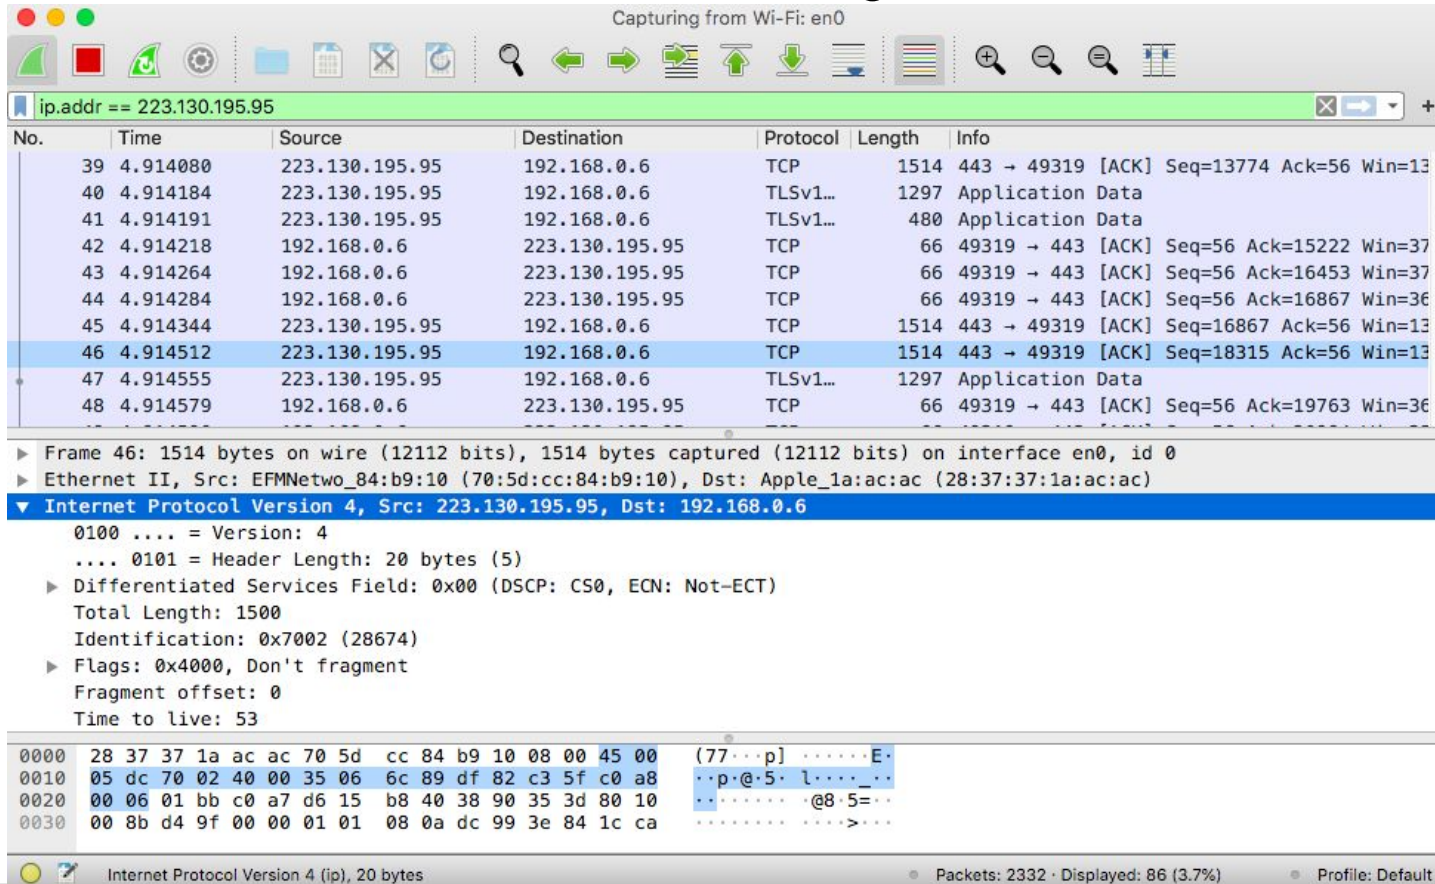 Capturing from Wi-Fi: en0
ip.addr == 223.130.195.95
No. Time Source Destination Protocol Length Info
39 4.914080 223.130.195.95 192.168.0.6 TCP 1514 443 → 49319 [ACK] Seq=13774 Ack=56 Win=13
40 4.914184 223.130.195.95 192.168.0.6 TLSv1… 1297 Application Data
41 4.914191 223.130.195.95 192.168.0.6 TLSv1… 480 Application Data
42 4.914218 192.168.0.6 223.130.195.95 TCP 66 49319 → 443 [ACK] Seq=56 Ack=15222 Win=37
43 4.914264 192.168.0.6 223.130.195.95 TCP 66 49319 → 443 [ACK] Seq=56 Ack=16453 Win=37
44 4.914284 192.168.0.6 223.130.195.95 TCP 66 49319 → 443 [ACK] Seq=56 Ack=16867 Win=36
45 4.914344 223.130.195.95 192.168.0.6 TCP 1514 443 → 49319 [ACK] Seq=16867 Ack=56 Win=13
46 4.914512 223.130.195.95 192.168.0.6 TCP 1514 443 → 49319 [ACK] Seq=18315 Ack=56 Win=13
47 4.914555 223.130.195.95 192.168.0.6 TLSv1… 1297 Application Data
48 4.914579 192.168.0.6 223.130.195.95 TCP 66 49319 → 443 [ACK] Seq=56 Ack=19763 Win=36
Frame 46: 1514 bytes on wire (12112 bits), 1514 bytes captured (12112 bits) on interface en0, id 0
Ethernet II, Src: EFMNetwo_84:b9:10 (70:5d:cc:84:b9:10), Dst: Apple_1a:ac:ac (28:37:37:1a:ac:ac)
Internet Protocol Version 4, Src: 223.130.195.95, Dst: 192.168.0.6
0100 .... = Version: 4
.... 0101 = Header Length: 20 bytes (5)
Differentiated Services Field: 0x00 (DSCP: CS0, ECN: Not-ECT)
Total Length: 1500
Identification: 0x7002 (28674)
Flags: 0x4000, Don't fragment
Fragment offset: 0
Time to live: 53
0000 28 37 37 1a ac ac 70 5d cc 84 b9 10 08 00 45 00 (77···p] ······E·
0010 05 dc 70 02 40 00 35 06 6c 89 df 82 c3 5f c0 a8 ··p·@·5· l····_··
0020 00 06 01 bb c0 a7 d6 15 b8 40 38 90 35 3d 80 10 ········ ·@8·5=··
0030 00 8b d4 9f 00 00 01 01 08 0a dc 99 3e 84 1c ca ········ ····>···
Internet Protocol Version 4 (ip), 20 bytes Packets: 2332 · Displayed: 86 (3.7%) Profile: Default